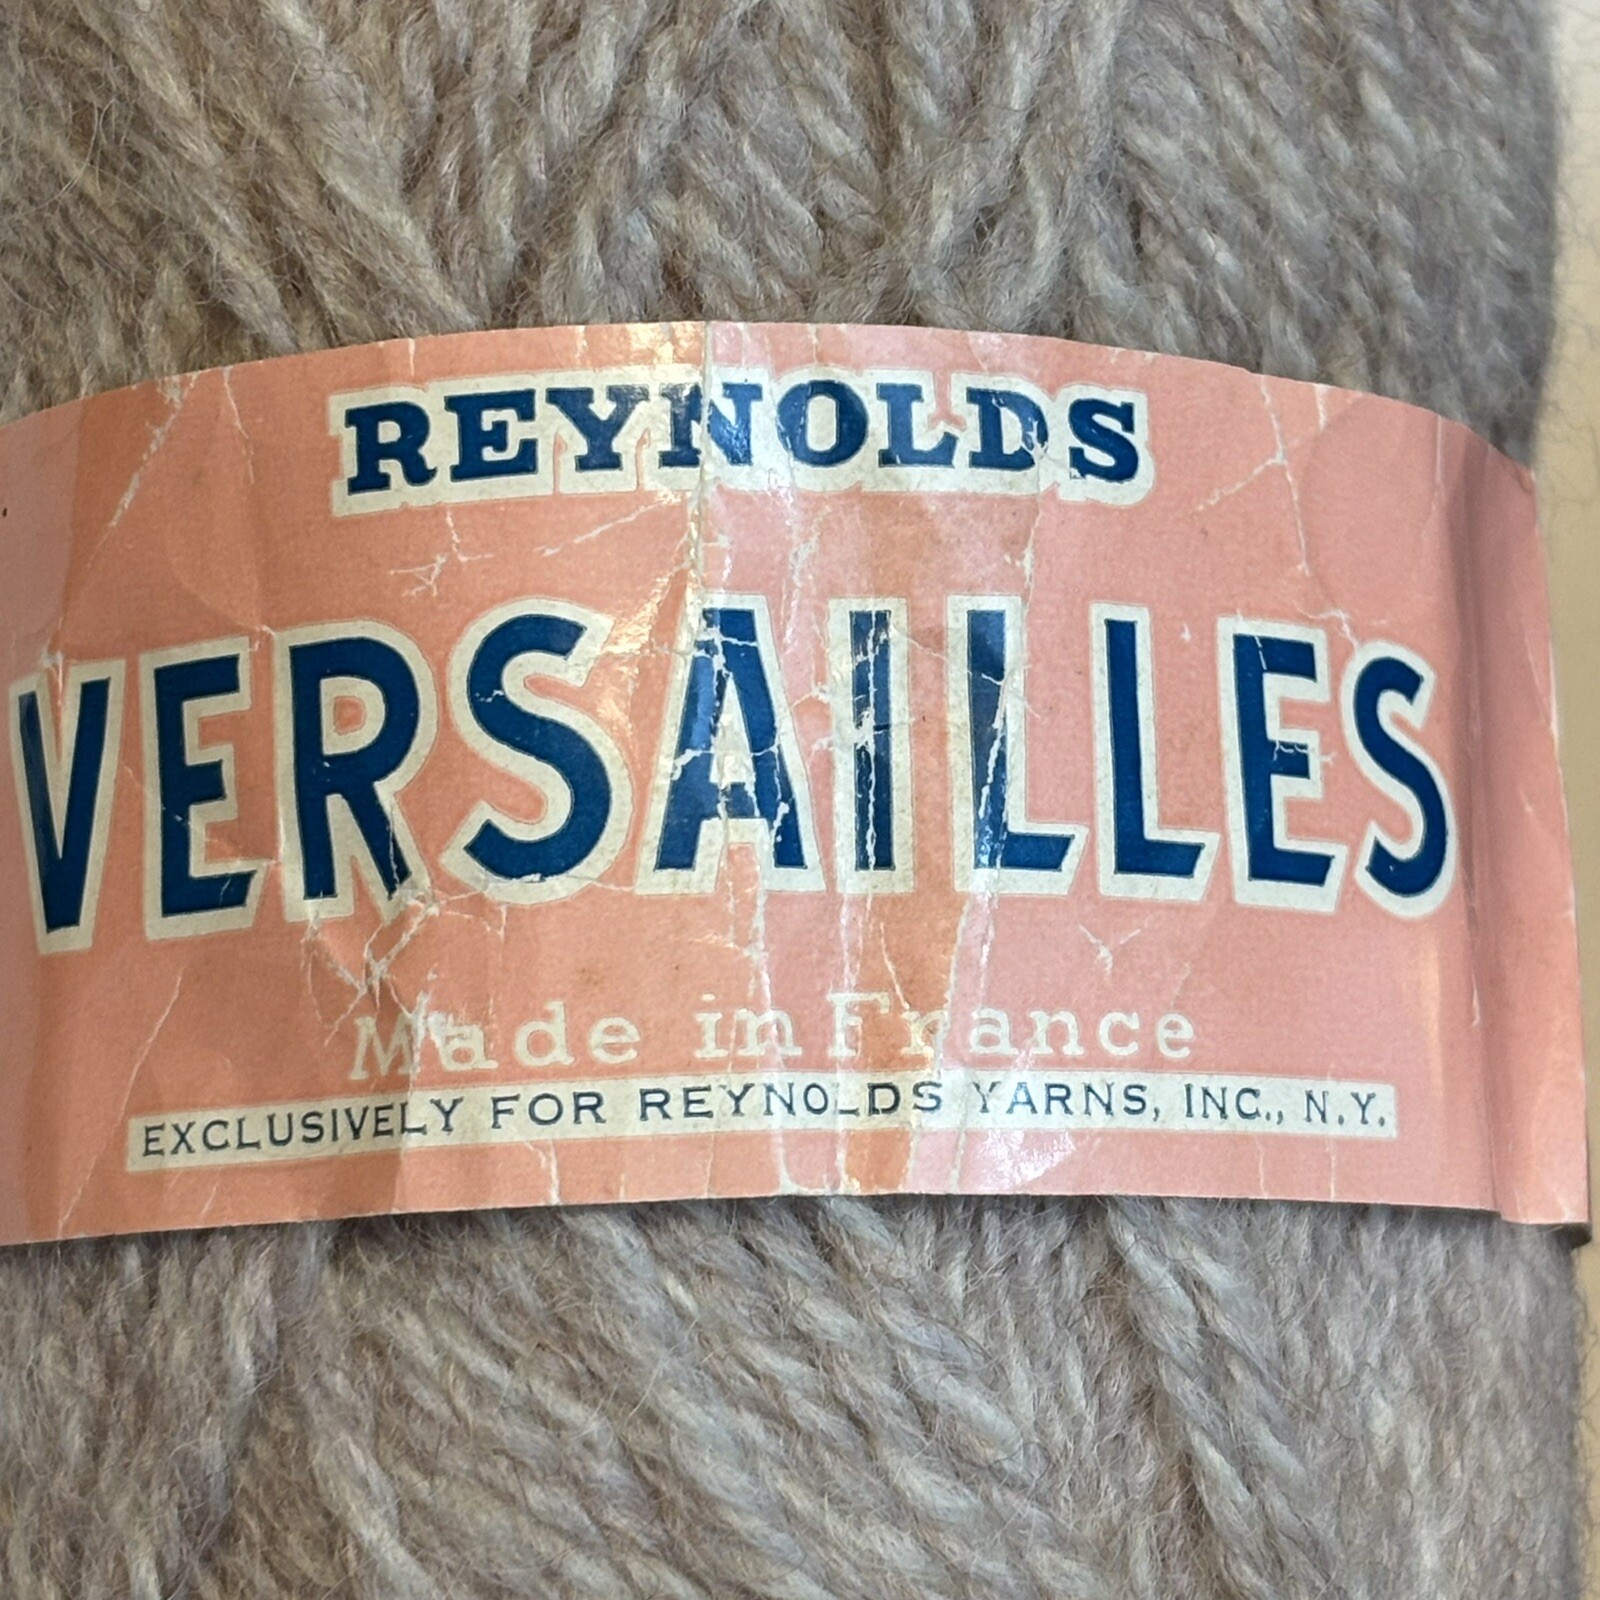 REYNOLDS
VERSAILLES
Made in France
EXCLUSIVELY FOR REYNOLDS YARNS, INC., N.Y.